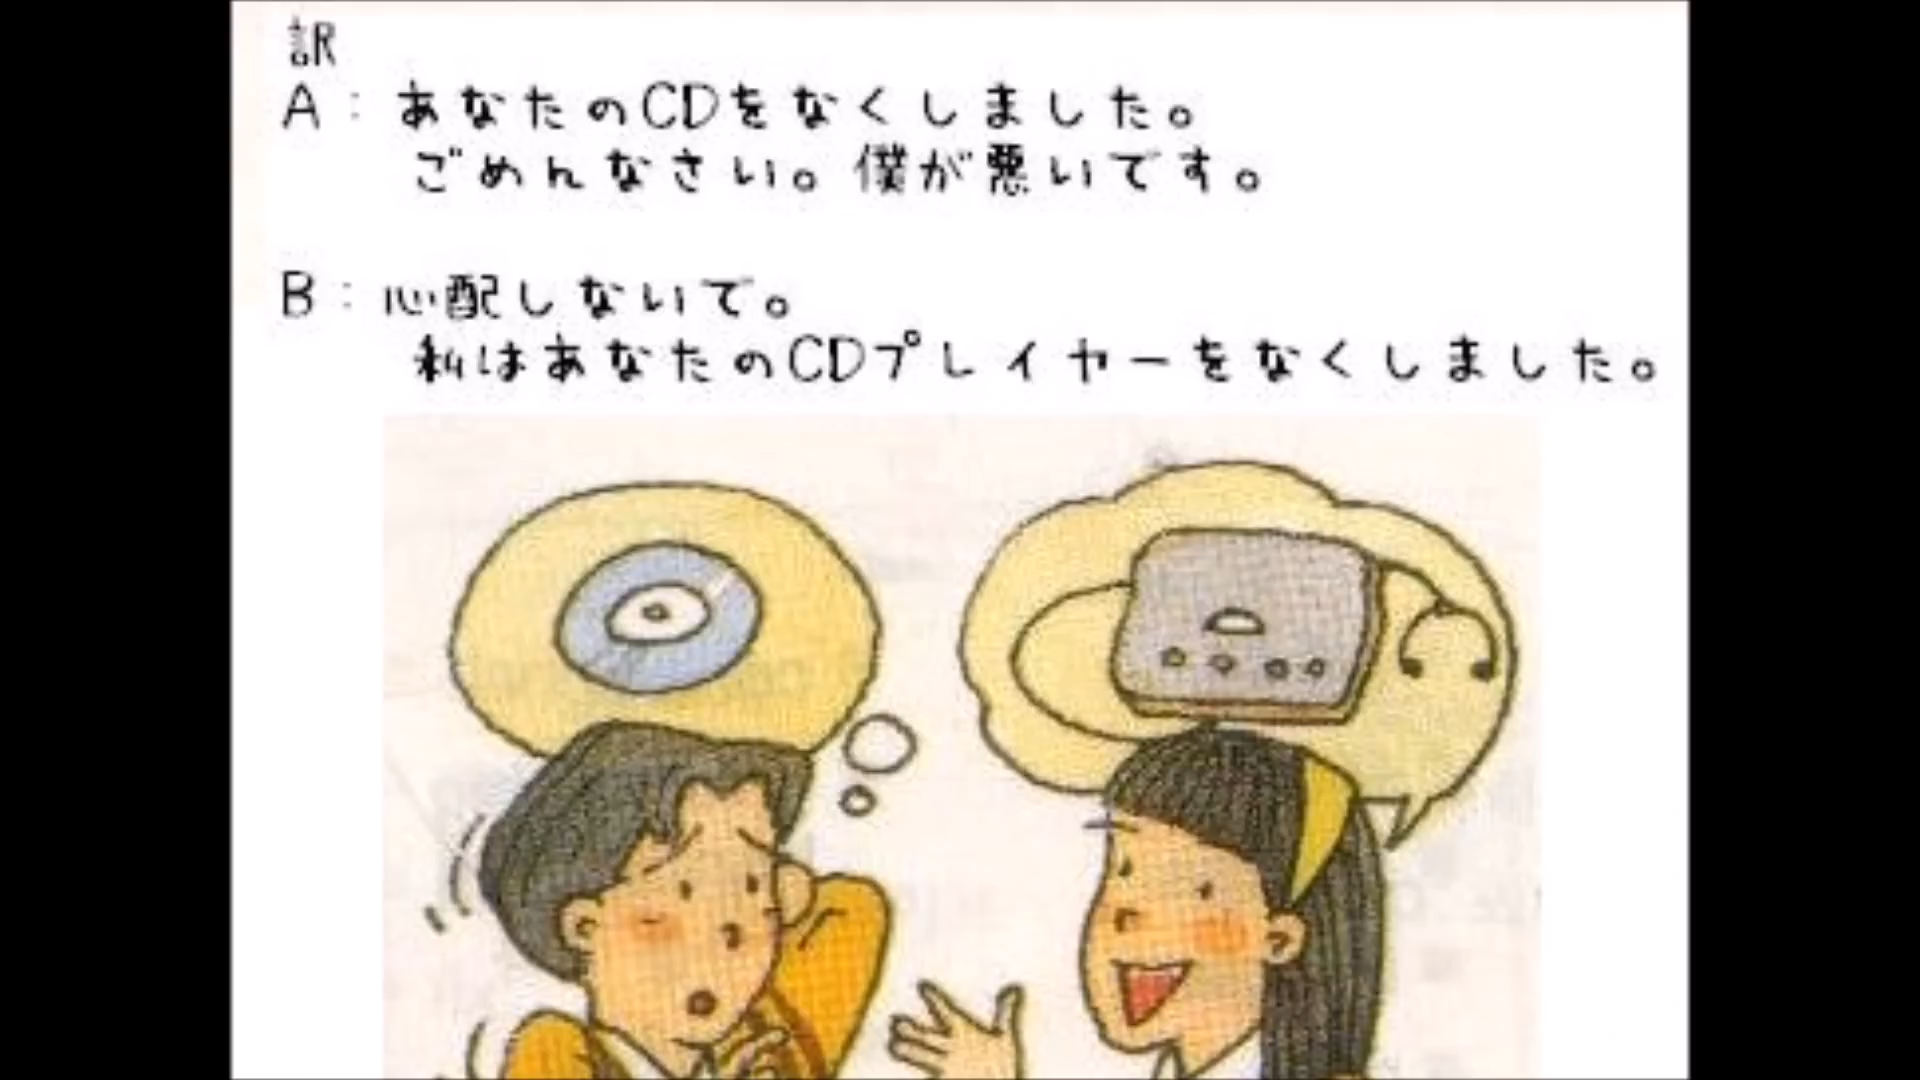 訳
A：あなたのCDをなくしました。
ごめんなさい。僕が悪いです。
B：心配しないで。
私はあなたのCDプレイヤーをなくしました。